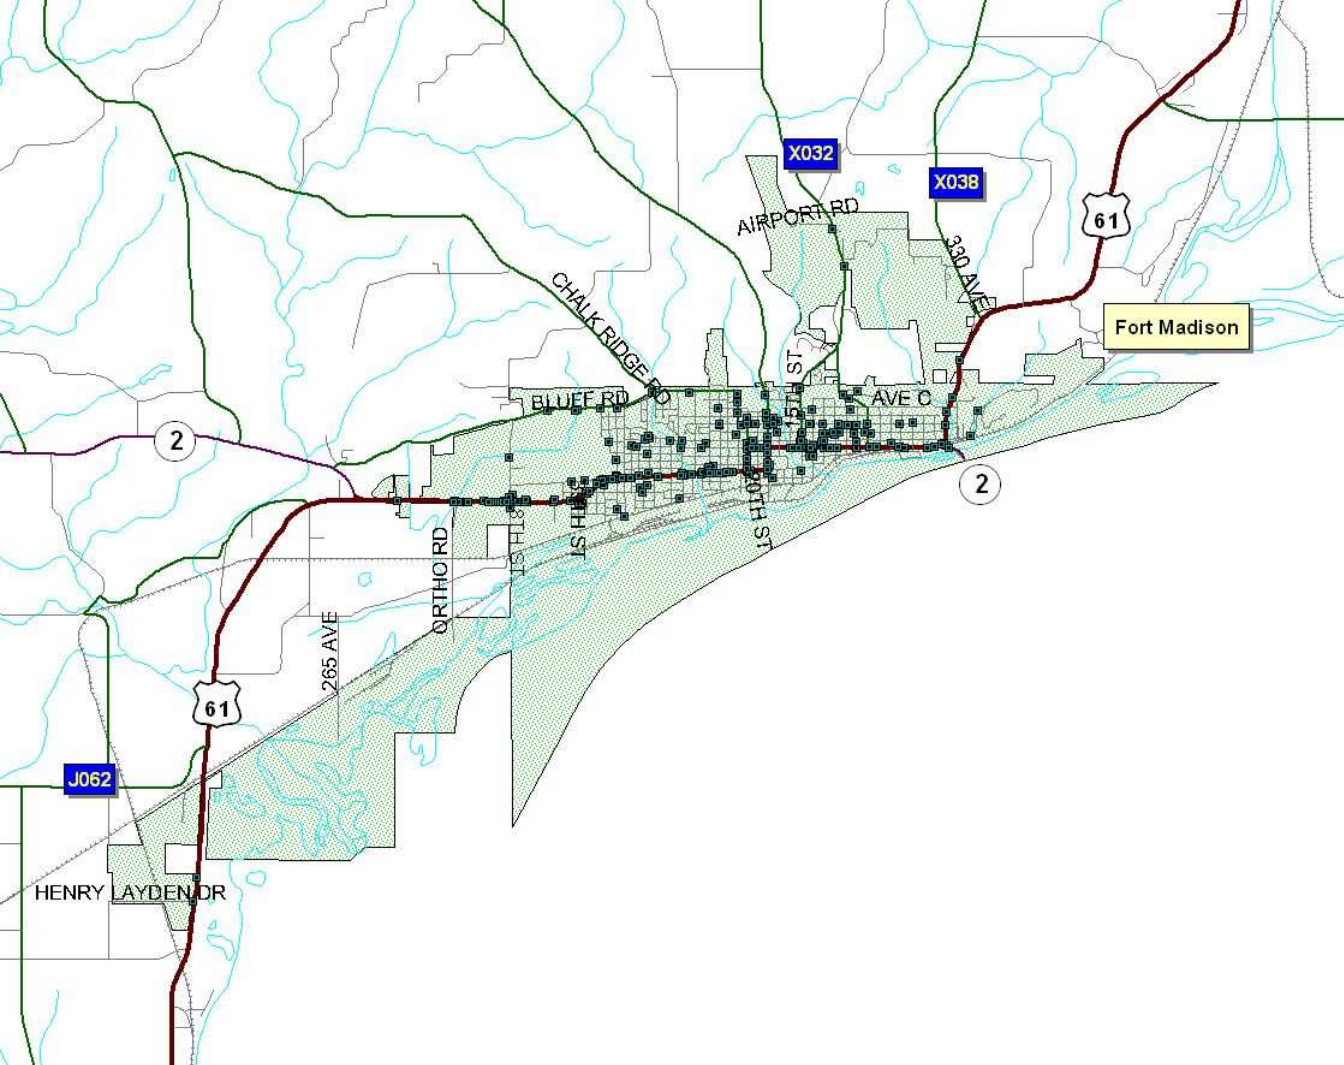 X032
X038
61
AIRPORT RD
330 AVE
CHALK RIDGE RD
Fort Madison
15TH ST
BLUFF RD
AVE C
2
2
20TH ST
48TH ST
ORTHO RD
265 AVE
61
J062
HENRY LAYDEN DR